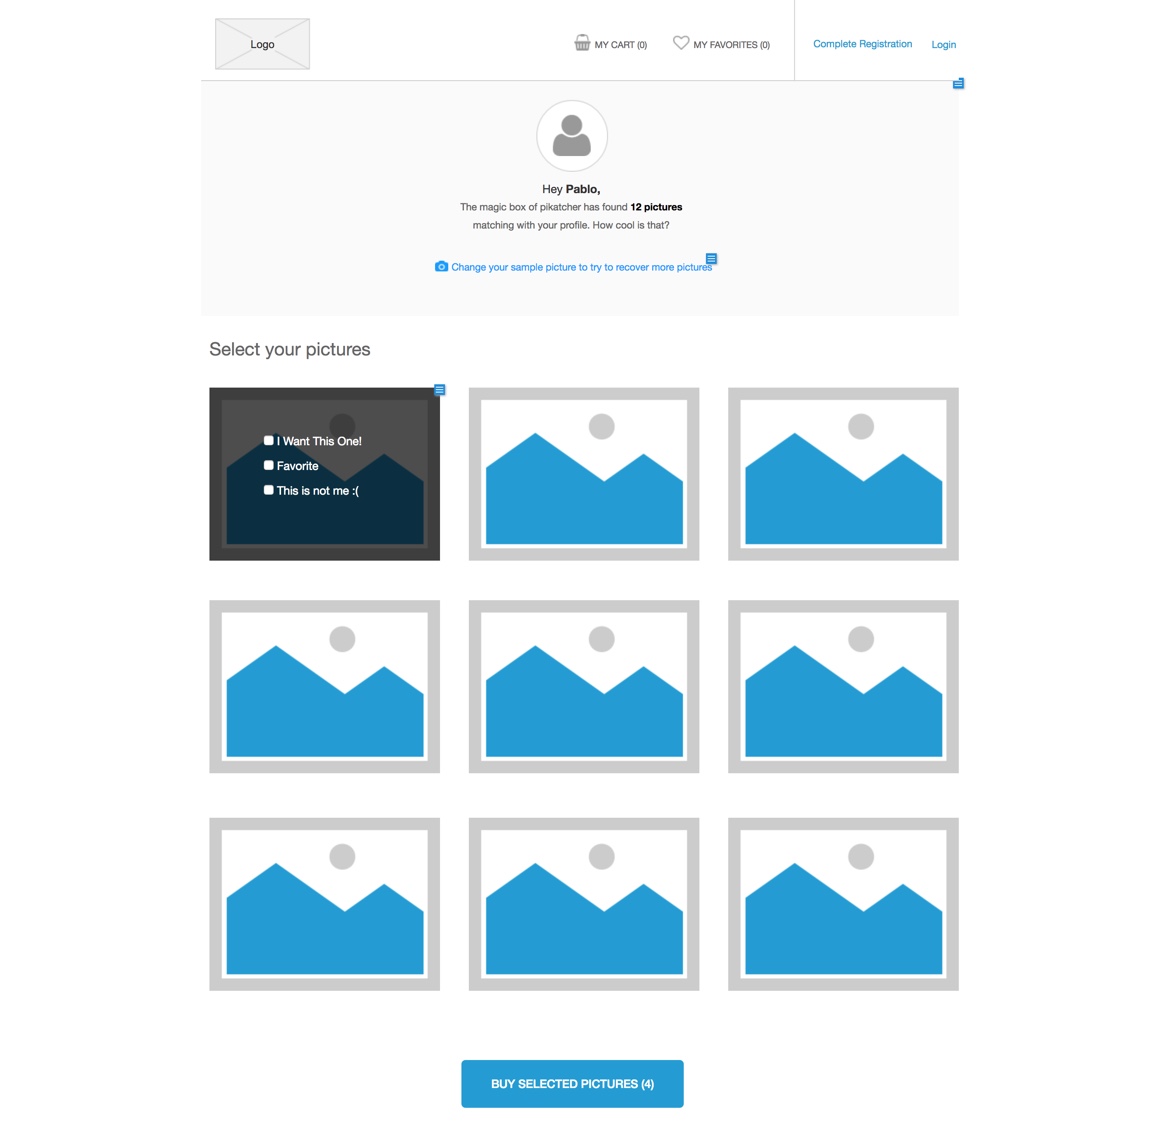 Logo
MY CART (0)
MY FAVORITES (0)
Complete Registration
Login
Hey Pablo,
The magic box of pikatcher has found 12 pictures
matching with your profile. How cool is that?
Change your sample picture to try to recover more pictures
Select your pictures
I Want This One!
Favorite
This is not me :(
BUY SELECTED PICTURES (4)